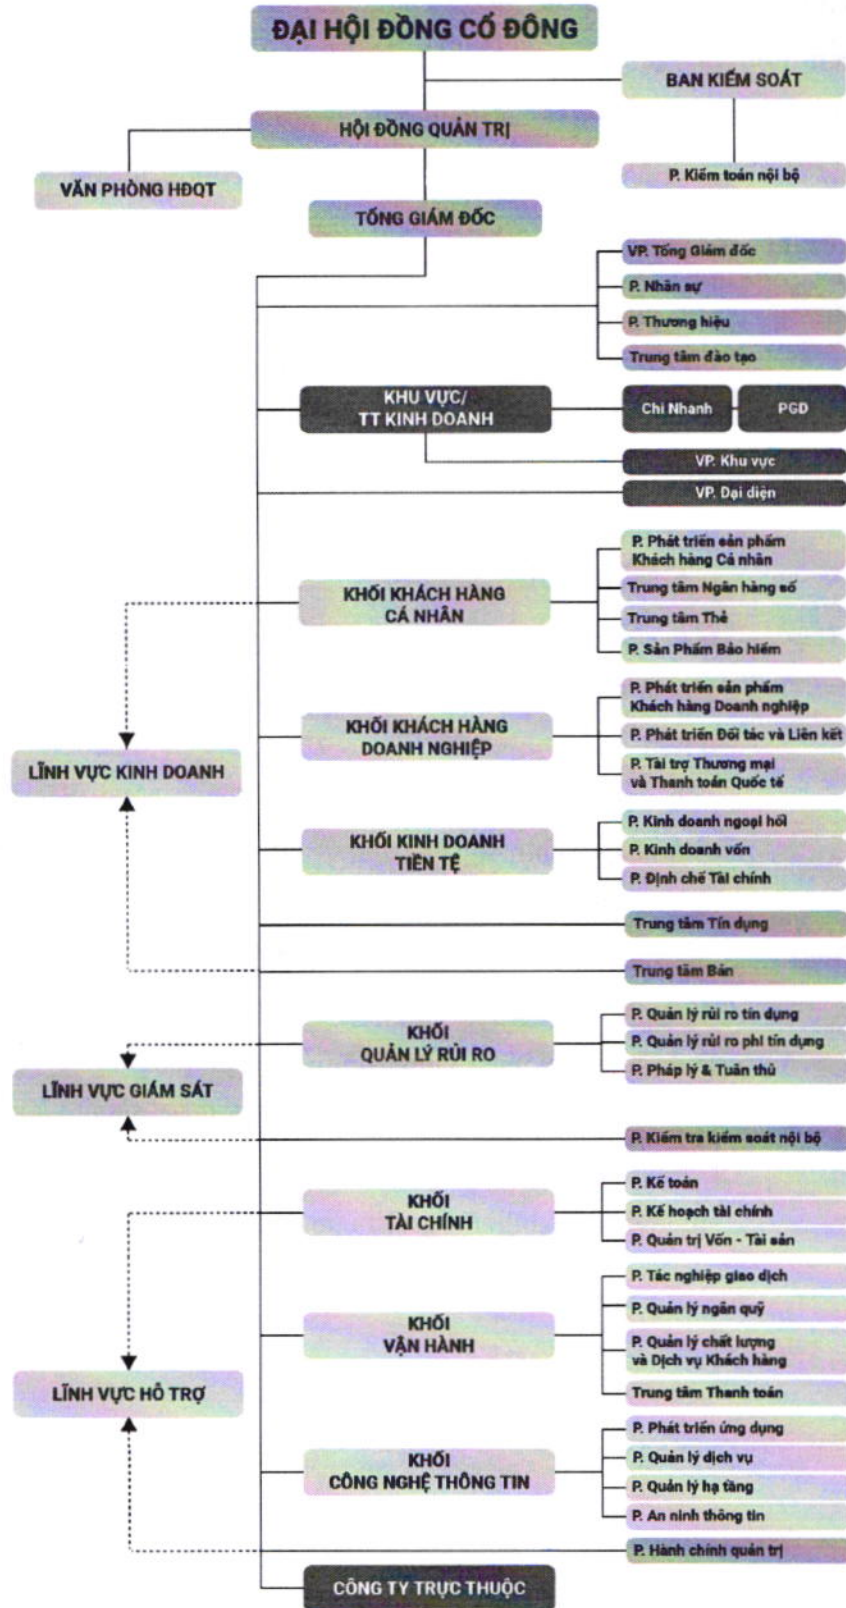 ĐẠI HỘI ĐỒNG CỔ ĐÔNG
BAN KIỂM SOÁT
HỘI ĐỒNG QUẢN TRỊ
P. Kiểm toán nội bộ
VĂN PHÒNG HĐQT
TỔNG GIÁM ĐỐC
VP. Tổng Giám đốc
P. Nhân sự
P. Thương hiệu
Trung tâm đào tạo
KHU VỰC/
TT KINH DOANH
Chi Nhanh
PGD
VP. Khu vực
VP. Đại diện
P. Phát triển sản phẩm
Khách hàng Cá nhân
KHỐI KHÁCH HÀNG
CÁ NHÂN
Trung tâm Ngân hàng số
Trung tâm Thẻ
P. Sản Phẩm Bảo hiểm
P. Phát triển sản phẩm
Khách hàng Doanh nghiệp
KHỐI KHÁCH HÀNG
DOANH NGHIỆP
P. Phát triển Đối tác và Liên kết
P. Tài trợ Thương mại
và Thanh toán Quốc tế
LĨNH VỰC KINH DOANH
P. Kinh doanh ngoại hối
KHỐI KINH DOANH
TIỀN TỆ
P. Kinh doanh vốn
P. Định chế Tài chính
Trung tâm Tín dụng
Trung tâm Bán
P. Quản lý rủi ro tín dụng
KHỐI
QUẢN LÝ RỦI RO
P. Quản lý rủi ro phi tín dụng
P. Pháp lý & Tuân thủ
LĨNH VỰC GIÁM SÁT
P. Kiểm tra kiểm soát nội bộ
P. Kế toán
KHỐI
TÀI CHÍNH
P. Kế hoạch tài chính
P. Quản trị Vốn - Tài sản
P. Tác nghiệp giao dịch
KHỐI
VẬN HÀNH
P. Quản lý ngân quỹ
P. Quản lý chất lượng
và Dịch vụ Khách hàng
Trung tâm Thanh toán
LĨNH VỰC HỖ TRỢ
P. Phát triển ứng dụng
KHỐI
CÔNG NGHỆ THÔNG TIN
P. Quản lý dịch vụ
P. Quản lý hạ tầng
P. An ninh thông tin
P. Hành chính quản trị
CÔNG TY TRỰC THUỘC